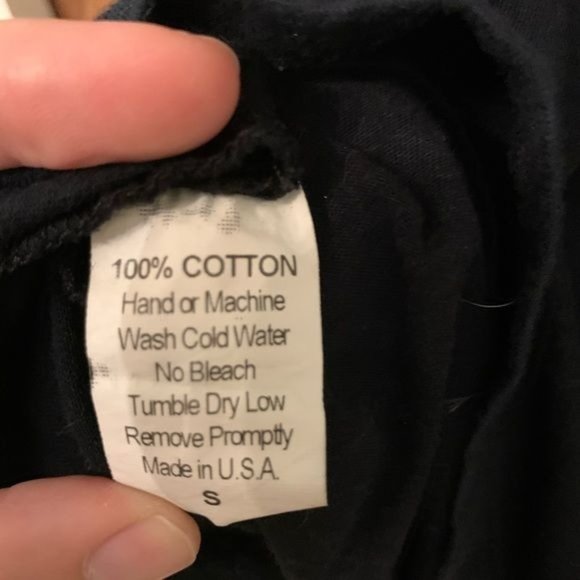 100% COTTON
Hand or Machine
Wash Cold Water
No Bleach
Tumble Dry Low
Remove Promptly
Made in U.S.A.
S